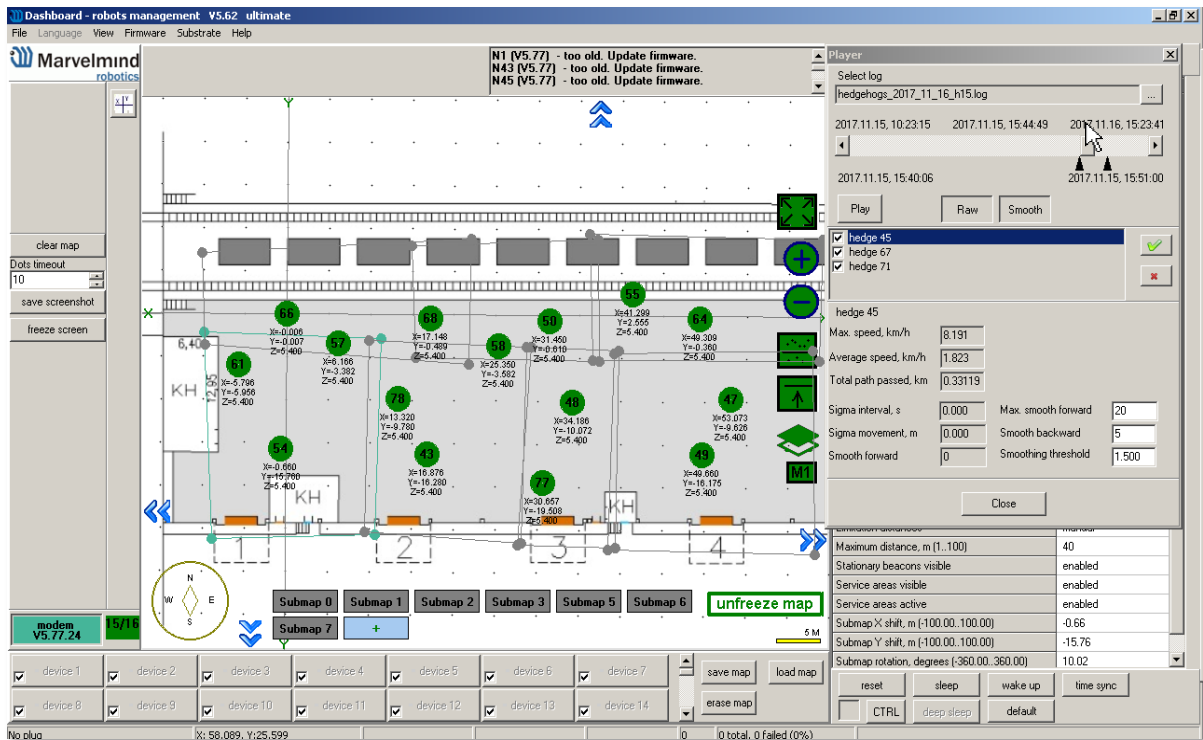 Dashboard - robots management V5.62 ultimate
File Language View Firmware Substrate Help
Marvelmind
robotics
N1 (V5.77) - too old. Update firmware.
N43 (V5.77) - too old. Update firmware.
N45 (V5.77) - too old. Update firmware.
clear map
Dots timeout
10
save screenshot
freeze screen
modem
V5.77.24
15/16
Y
X
6,40
12,95
KH
KH
KH
66
X=-0.006
Y=-0.007
Z=5.400
57
X=6.166
Y=-3.382
Z=5.400
68
X=17.148
Y=-0.489
Z=5.400
58
X=25.350
Y=-3.582
Z=5.400
50
X=31.450
Y=-0.610
Z=5.400
55
X=41.299
Y=2.555
Z=5.400
64
X=49.309
Y=-0.360
Z=5.400
61
X=-5.796
Y=-5.956
Z=5.400
78
X=13.320
Y=-9.780
Z=5.400
48
X=34.186
Y=-10.072
Z=5.400
47
X=53.073
Y=-9.626
Z=5.400
54
X=-0.660
Y=-15.760
Z=5.400
43
X=16.876
Y=-16.280
Z=5.400
77
X=30.657
Y=-19.508
Z=5.400
49
X=49.660
Y=-16.175
Z=5.400
1
2
3
4
M1
N
W E
S
Submap 0 Submap 1 Submap 2 Submap 3 Submap 5 Submap 6
Submap 7 +
unfreeze map
5 M
Player
Select log
hedgehogs_2017_11_16_h15.log
...
2017.11.15, 10:23:15 2017.11.15, 15:44:49 2017.11.16, 15:23:41
2017.11.15, 15:40:06 2017.11.15, 15:51:00
Play Raw Smooth
hedge 45
hedge 67
hedge 71
hedge 45
Max. speed, km/h 8.191
Average speed, km/h 1.823
Total path passed, km 0.33119
Sigma interval, s 0.000 Max. smooth forward 20
Sigma movement, m 0.000 Smooth backward 5
Smooth forward 0 Smoothing threshold 1.500
Close
Maximum distance, m (1..100) 40
Stationary beacons visible enabled
Service areas visible enabled
Service areas active enabled
Submap X shift, m (-100.00..100.00) -0.66
Submap Y shift, m (-100.00..100.00) -15.76
Submap rotation, degrees (-360.00..360.00) 10.02
reset sleep wake up time sync
CTRL deep sleep default
device 1 device 2 device 3 device 4 device 5 device 6 device 7
device 8 device 9 device 10 device 11 device 12 device 13 device 14
save map load map
erase map
No plug X: 58.089, Y:25.599 0 0 total, 0 failed (0%)